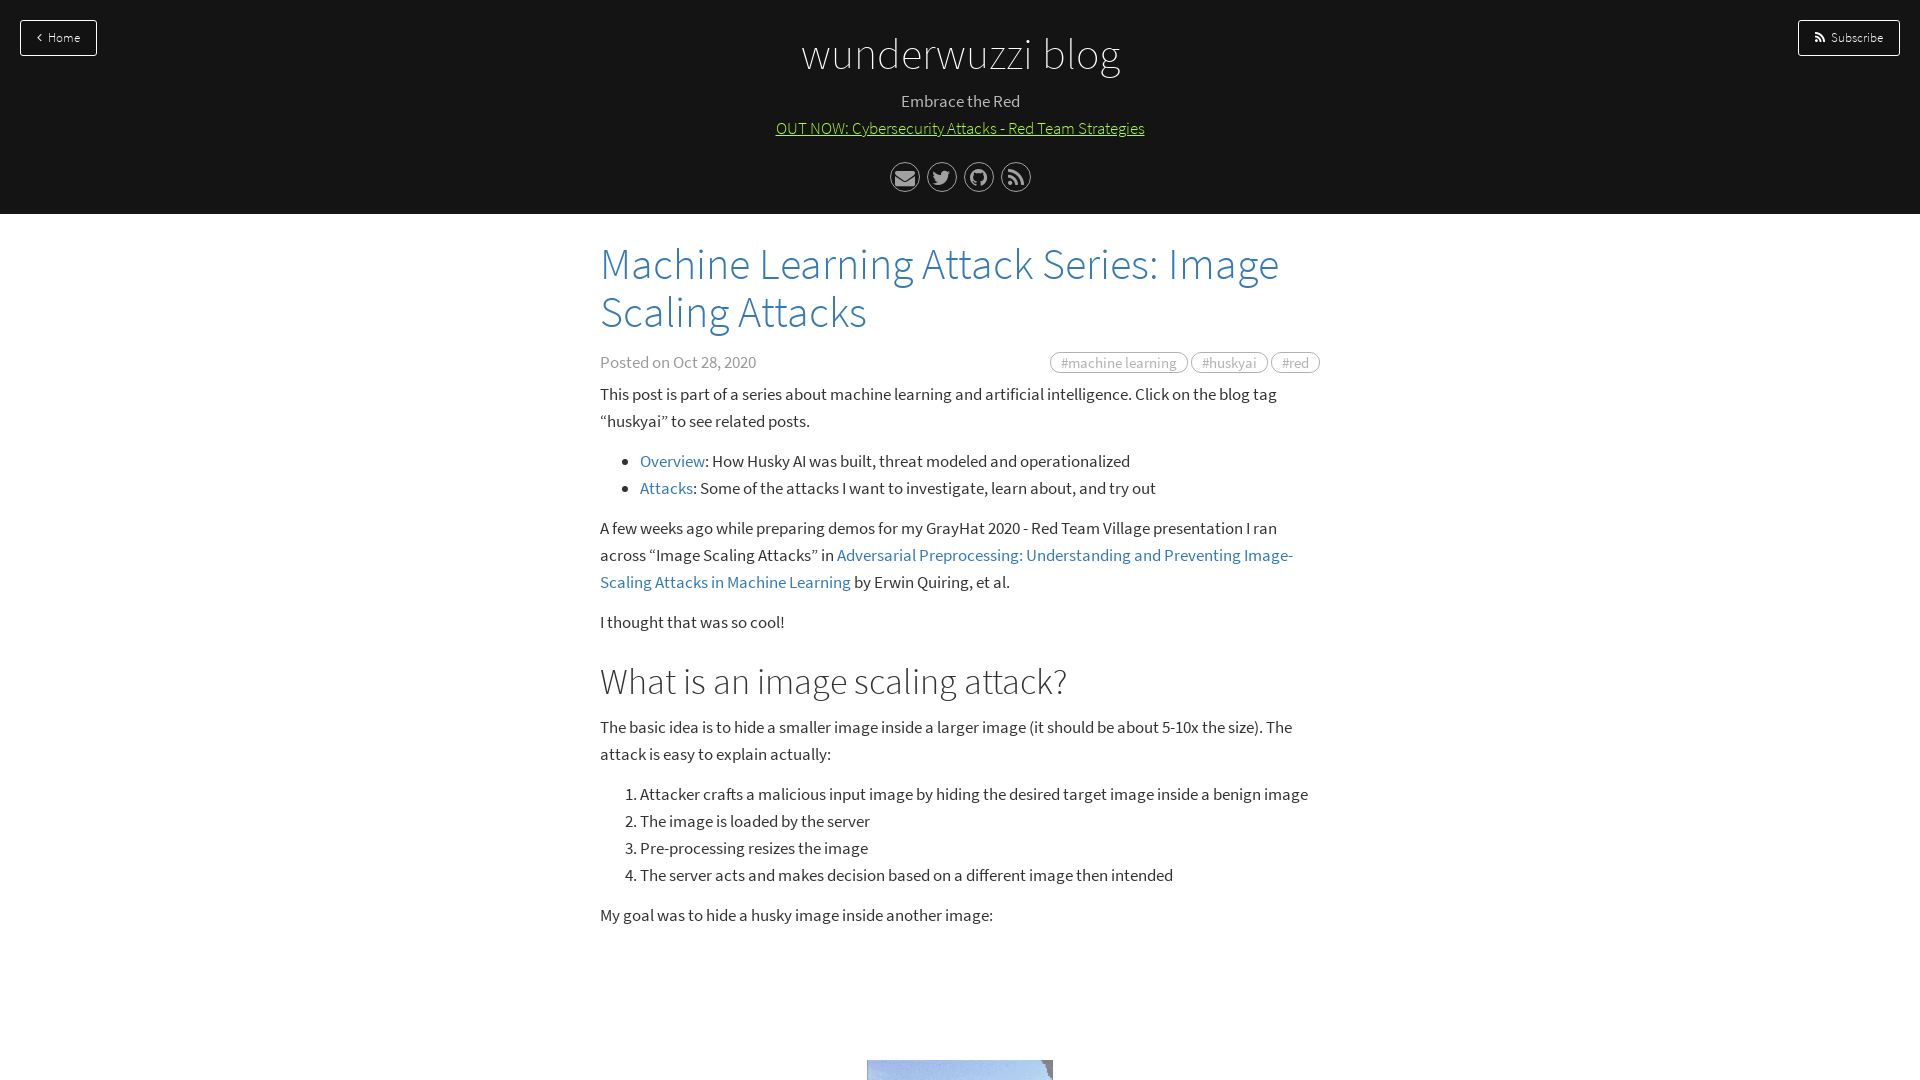 Home
Subscribe
wunderwuzzi blog
Embrace the Red
OUT NOW: Cybersecurity Attacks - Red Team Strategies
Machine Learning Attack Series: Image
Scaling Attacks
Posted on Oct 28, 2020
#machine learning #huskyai #red
This post is part of a series about machine learning and artificial intelligence. Click on the blog tag
“huskyai” to see related posts.
• Overview: How Husky AI was built, threat modeled and operationalized
• Attacks: Some of the attacks I want to investigate, learn about, and try out
A few weeks ago while preparing demos for my GrayHat 2020 - Red Team Village presentation I ran
across “Image Scaling Attacks” in Adversarial Preprocessing: Understanding and Preventing Image-
Scaling Attacks in Machine Learning by Erwin Quiring, et al.
I thought that was so cool!
What is an image scaling attack?
The basic idea is to hide a smaller image inside a larger image (it should be about 5-10x the size). The
attack is easy to explain actually:
1. Attacker crafts a malicious input image by hiding the desired target image inside a benign image
2. The image is loaded by the server
3. Pre-processing resizes the image
4. The server acts and makes decision based on a different image then intended
My goal was to hide a husky image inside another image: